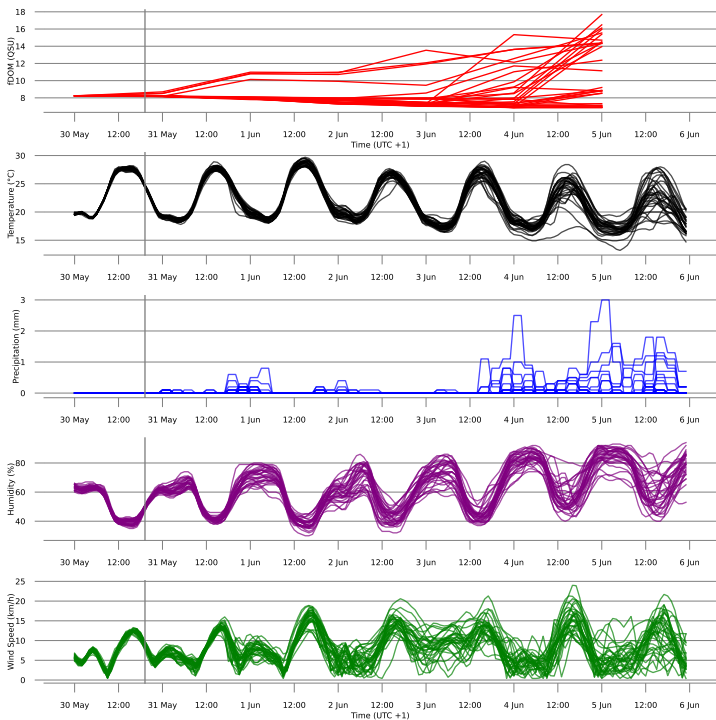 fDOM (QSU)
18
16
14
12
10
8
30 May 12:00 31 May 12:00 1 Jun 12:00 2 Jun 12:00 3 Jun 12:00 4 Jun 12:00 5 Jun 12:00 6 Jun
Time (UTC +1)
Temperature (°C)
30
25
20
15
30 May 12:00 31 May 12:00 1 Jun 12:00 2 Jun 12:00 3 Jun 12:00 4 Jun 12:00 5 Jun 12:00 6 Jun
Precipitation (mm)
3
2
1
0
30 May 12:00 31 May 12:00 1 Jun 12:00 2 Jun 12:00 3 Jun 12:00 4 Jun 12:00 5 Jun 12:00 6 Jun
Humidity (%)
80
60
40
30 May 12:00 31 May 12:00 1 Jun 12:00 2 Jun 12:00 3 Jun 12:00 4 Jun 12:00 5 Jun 12:00 6 Jun
Wind Speed (km/h)
25
20
15
10
5
0
30 May 12:00 31 May 12:00 1 Jun 12:00 2 Jun 12:00 3 Jun 12:00 4 Jun 12:00 5 Jun 12:00 6 Jun
Time (UTC +1)